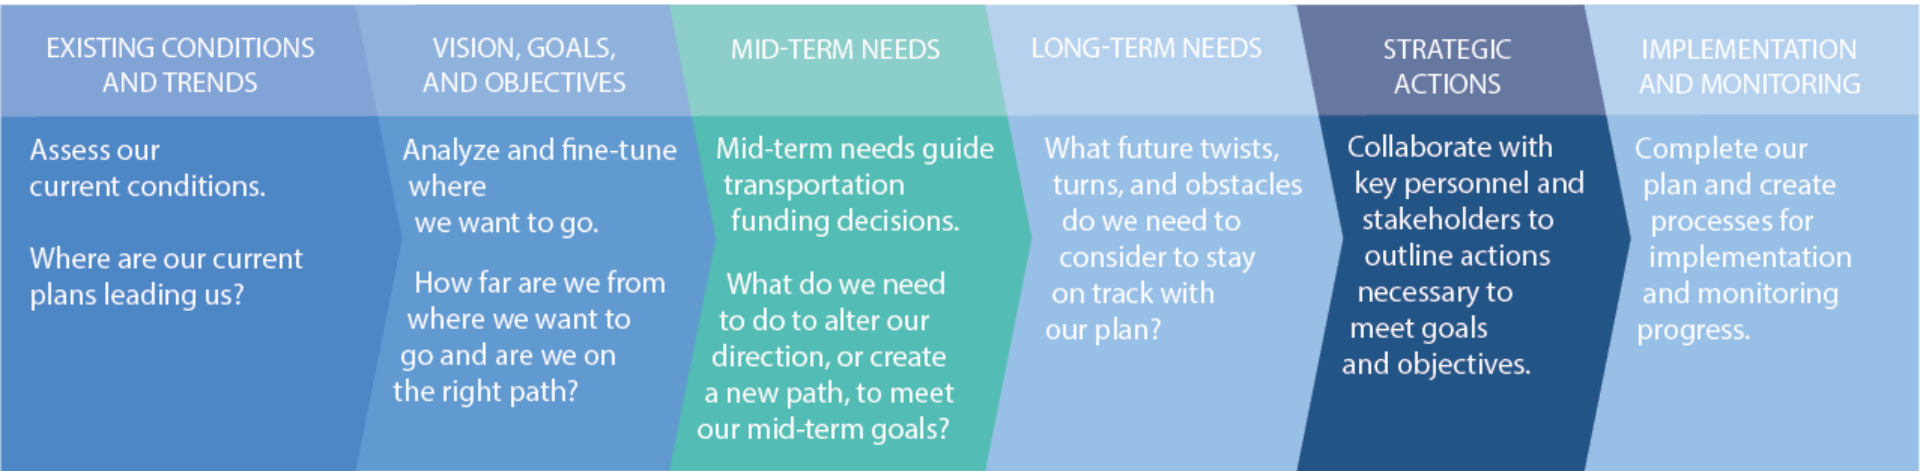 EXISTING CONDITIONS
AND TRENDS
Assess our
current conditions.
Where are our current
plans leading us?
VISION, GOALS,
AND OBJECTIVES
Analyze and fine-tune
where
we want to go.
How far are we from
where we want to
go and are we on
the right path?
MID-TERM NEEDS
Mid-term needs guide
transportation
funding decisions.
What do we need
to do to alter our
direction, or create
a new path, to meet
our mid-term goals?
LONG-TERM NEEDS
What future twists,
turns, and obstacles
do we need to
consider to stay
on track with
our plan?
STRATEGIC
ACTIONS
Collaborate with
key personnel and
stakeholders to
outline actions
necessary to
meet goals
and objectives.
IMPLEMENTATION
AND MONITORING
Complete our
plan and create
processes for
implementation
and monitoring
progress.